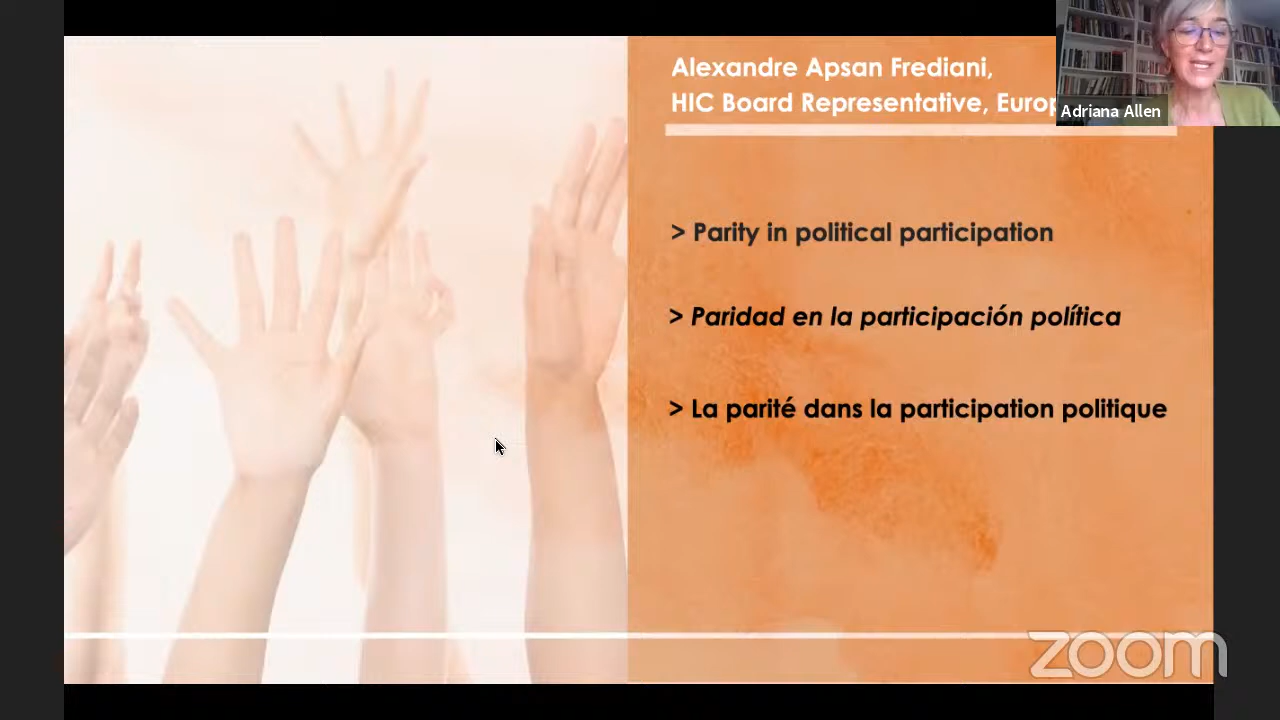 Alexandre Apsan Frediani,
HIC Board Representative,
Adriana Allen
> Parity in political participation
> Paridad en la participación política
> La parité dans la participation politique
zoom